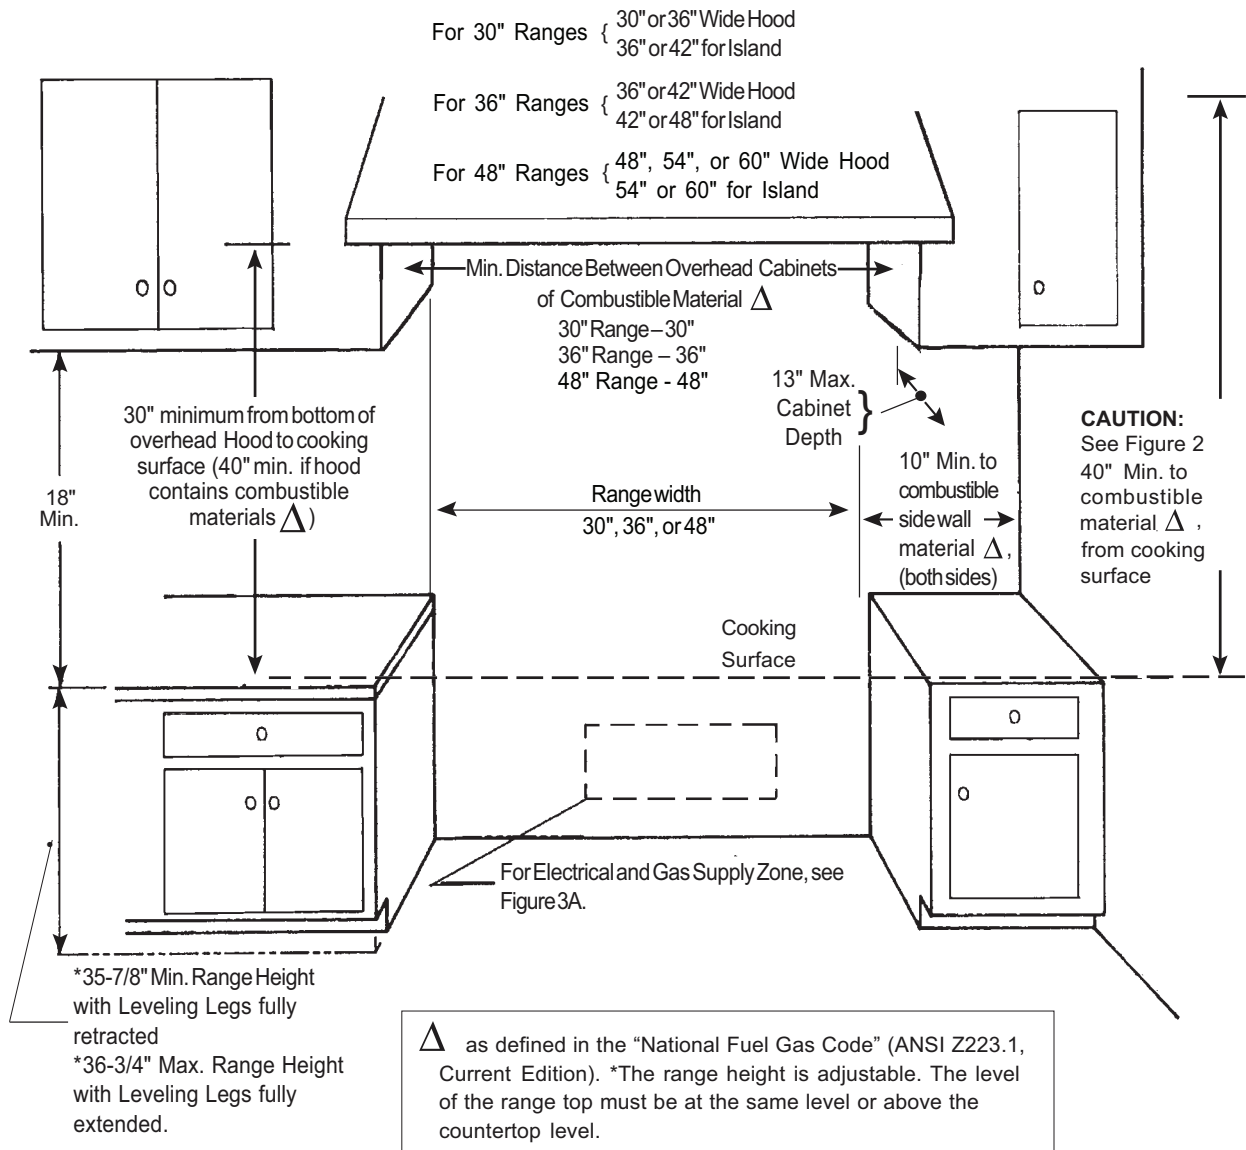 For 30" Ranges { 30" or 36" Wide Hood
36" or 42" for Island
For 36" Ranges { 36" or 42" Wide Hood
42" or 48" for Island
For 48" Ranges { 48", 54", or 60" Wide Hood
54" or 60" for Island
Min. Distance Between Overhead Cabinets
of Combustible Material Δ
30" Range – 30"
36" Range – 36"
48" Range - 48"
13" Max.
Cabinet
Depth
}
30" minimum from bottom of
overhead Hood to cooking
surface (40" min. if hood
contains combustible
materials Δ )
18"
Min.
Range width
30", 36", or 48"
10" Min. to
combustible
side wall
material Δ ,
(both sides)
CAUTION:
See Figure 2
40" Min. to
combustible
material Δ ,
from cooking
surface
Cooking
Surface
For Electrical and Gas Supply Zone, see
Figure 3A.
*35-7/8" Min. Range Height
with Leveling Legs fully
retracted
*36-3/4" Max. Range Height
with Leveling Legs fully
extended.
Δ as defined in the “National Fuel Gas Code” (ANSI Z223.1,
Current Edition). *The range height is adjustable. The level
of the range top must be at the same level or above the
countertop level.